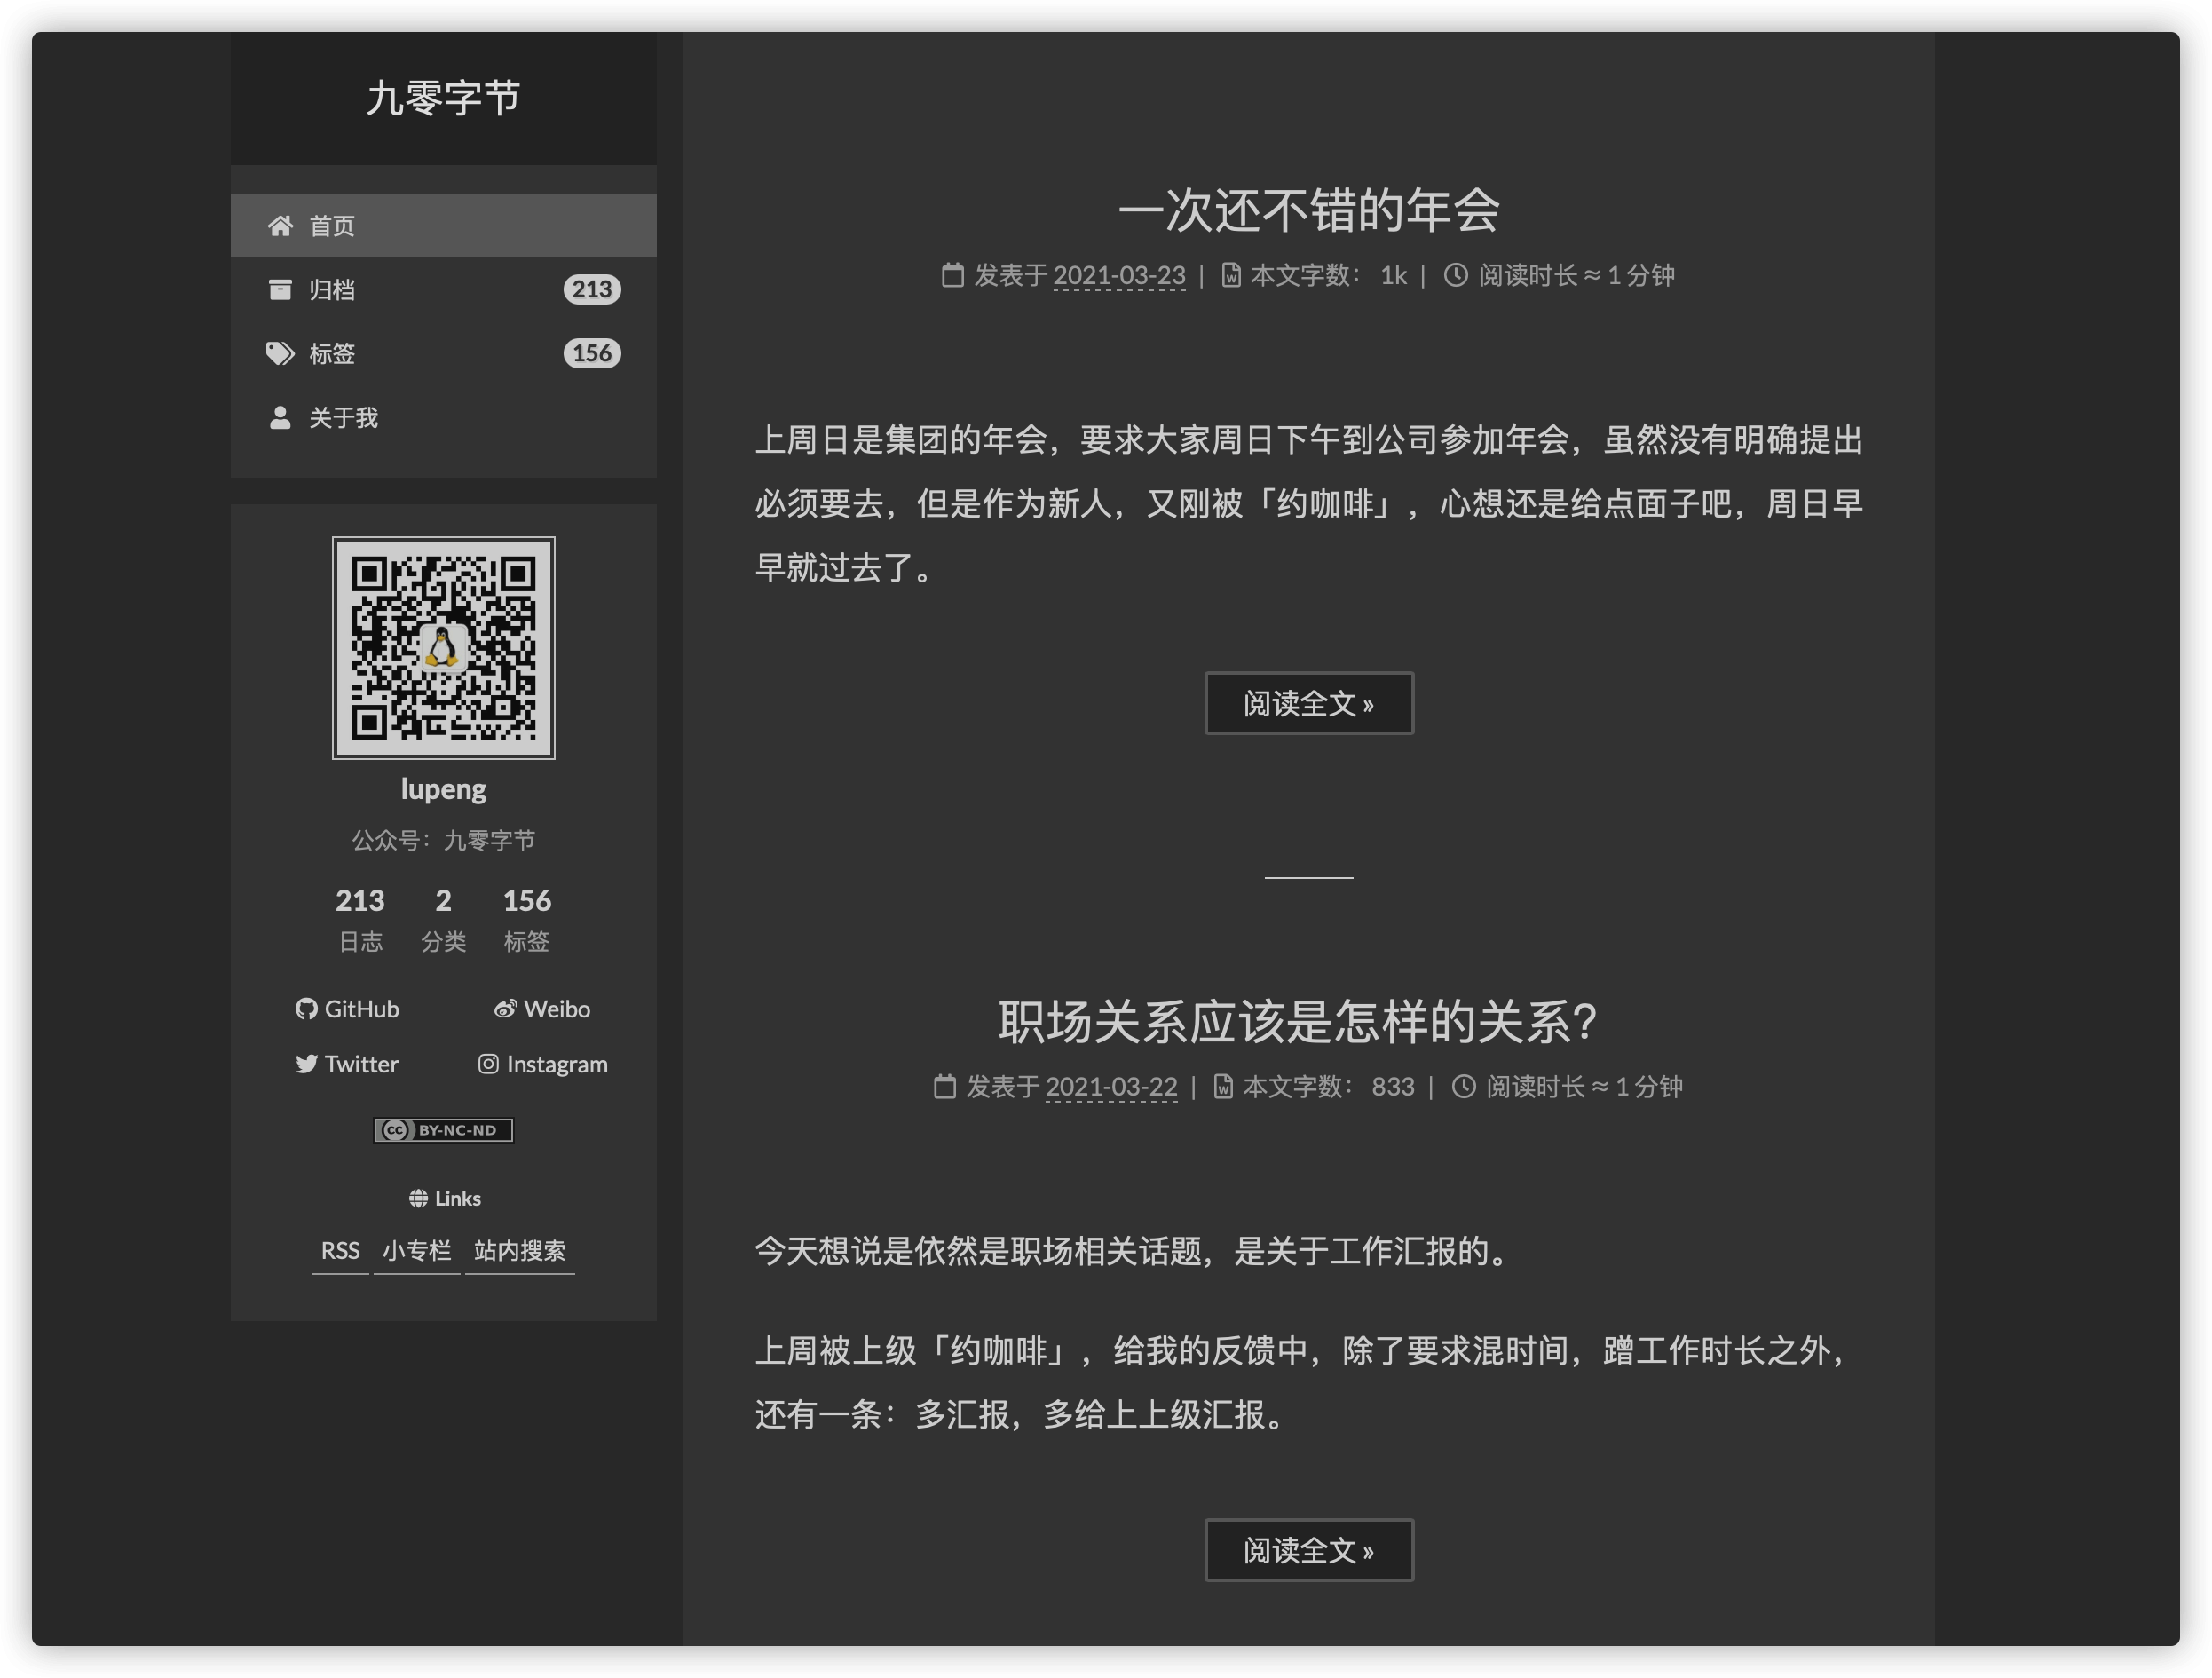 九零字节
首页
归档 213
标签 156
关于我
lupeng
公众号：九零字节
213 2 156
日志 分类 标签
GitHub Weibo
Twitter Instagram
cc BY-NC-ND
Links
RSS 小专栏 站内搜索
一次还不错的年会
发表于 2021-03-23 | 本文字数： 1k | 阅读时长 ≈ 1 分钟
上周日是集团的年会，要求大家周日下午到公司参加年会，虽然没有明确提出
必须要去，但是作为新人，又刚被「约咖啡」，心想还是给点面子吧，周日早
早就过去了。
阅读全文 »
职场关系应该是怎样的关系？
发表于 2021-03-22 | 本文字数： 833 | 阅读时长 ≈ 1 分钟
今天想说是依然是职场相关话题，是关于工作汇报的。
上周被上级「约咖啡」，给我的反馈中，除了要求混时间，蹭工作时长之外，
还有一条：多汇报，多给上上级汇报。
阅读全文 »